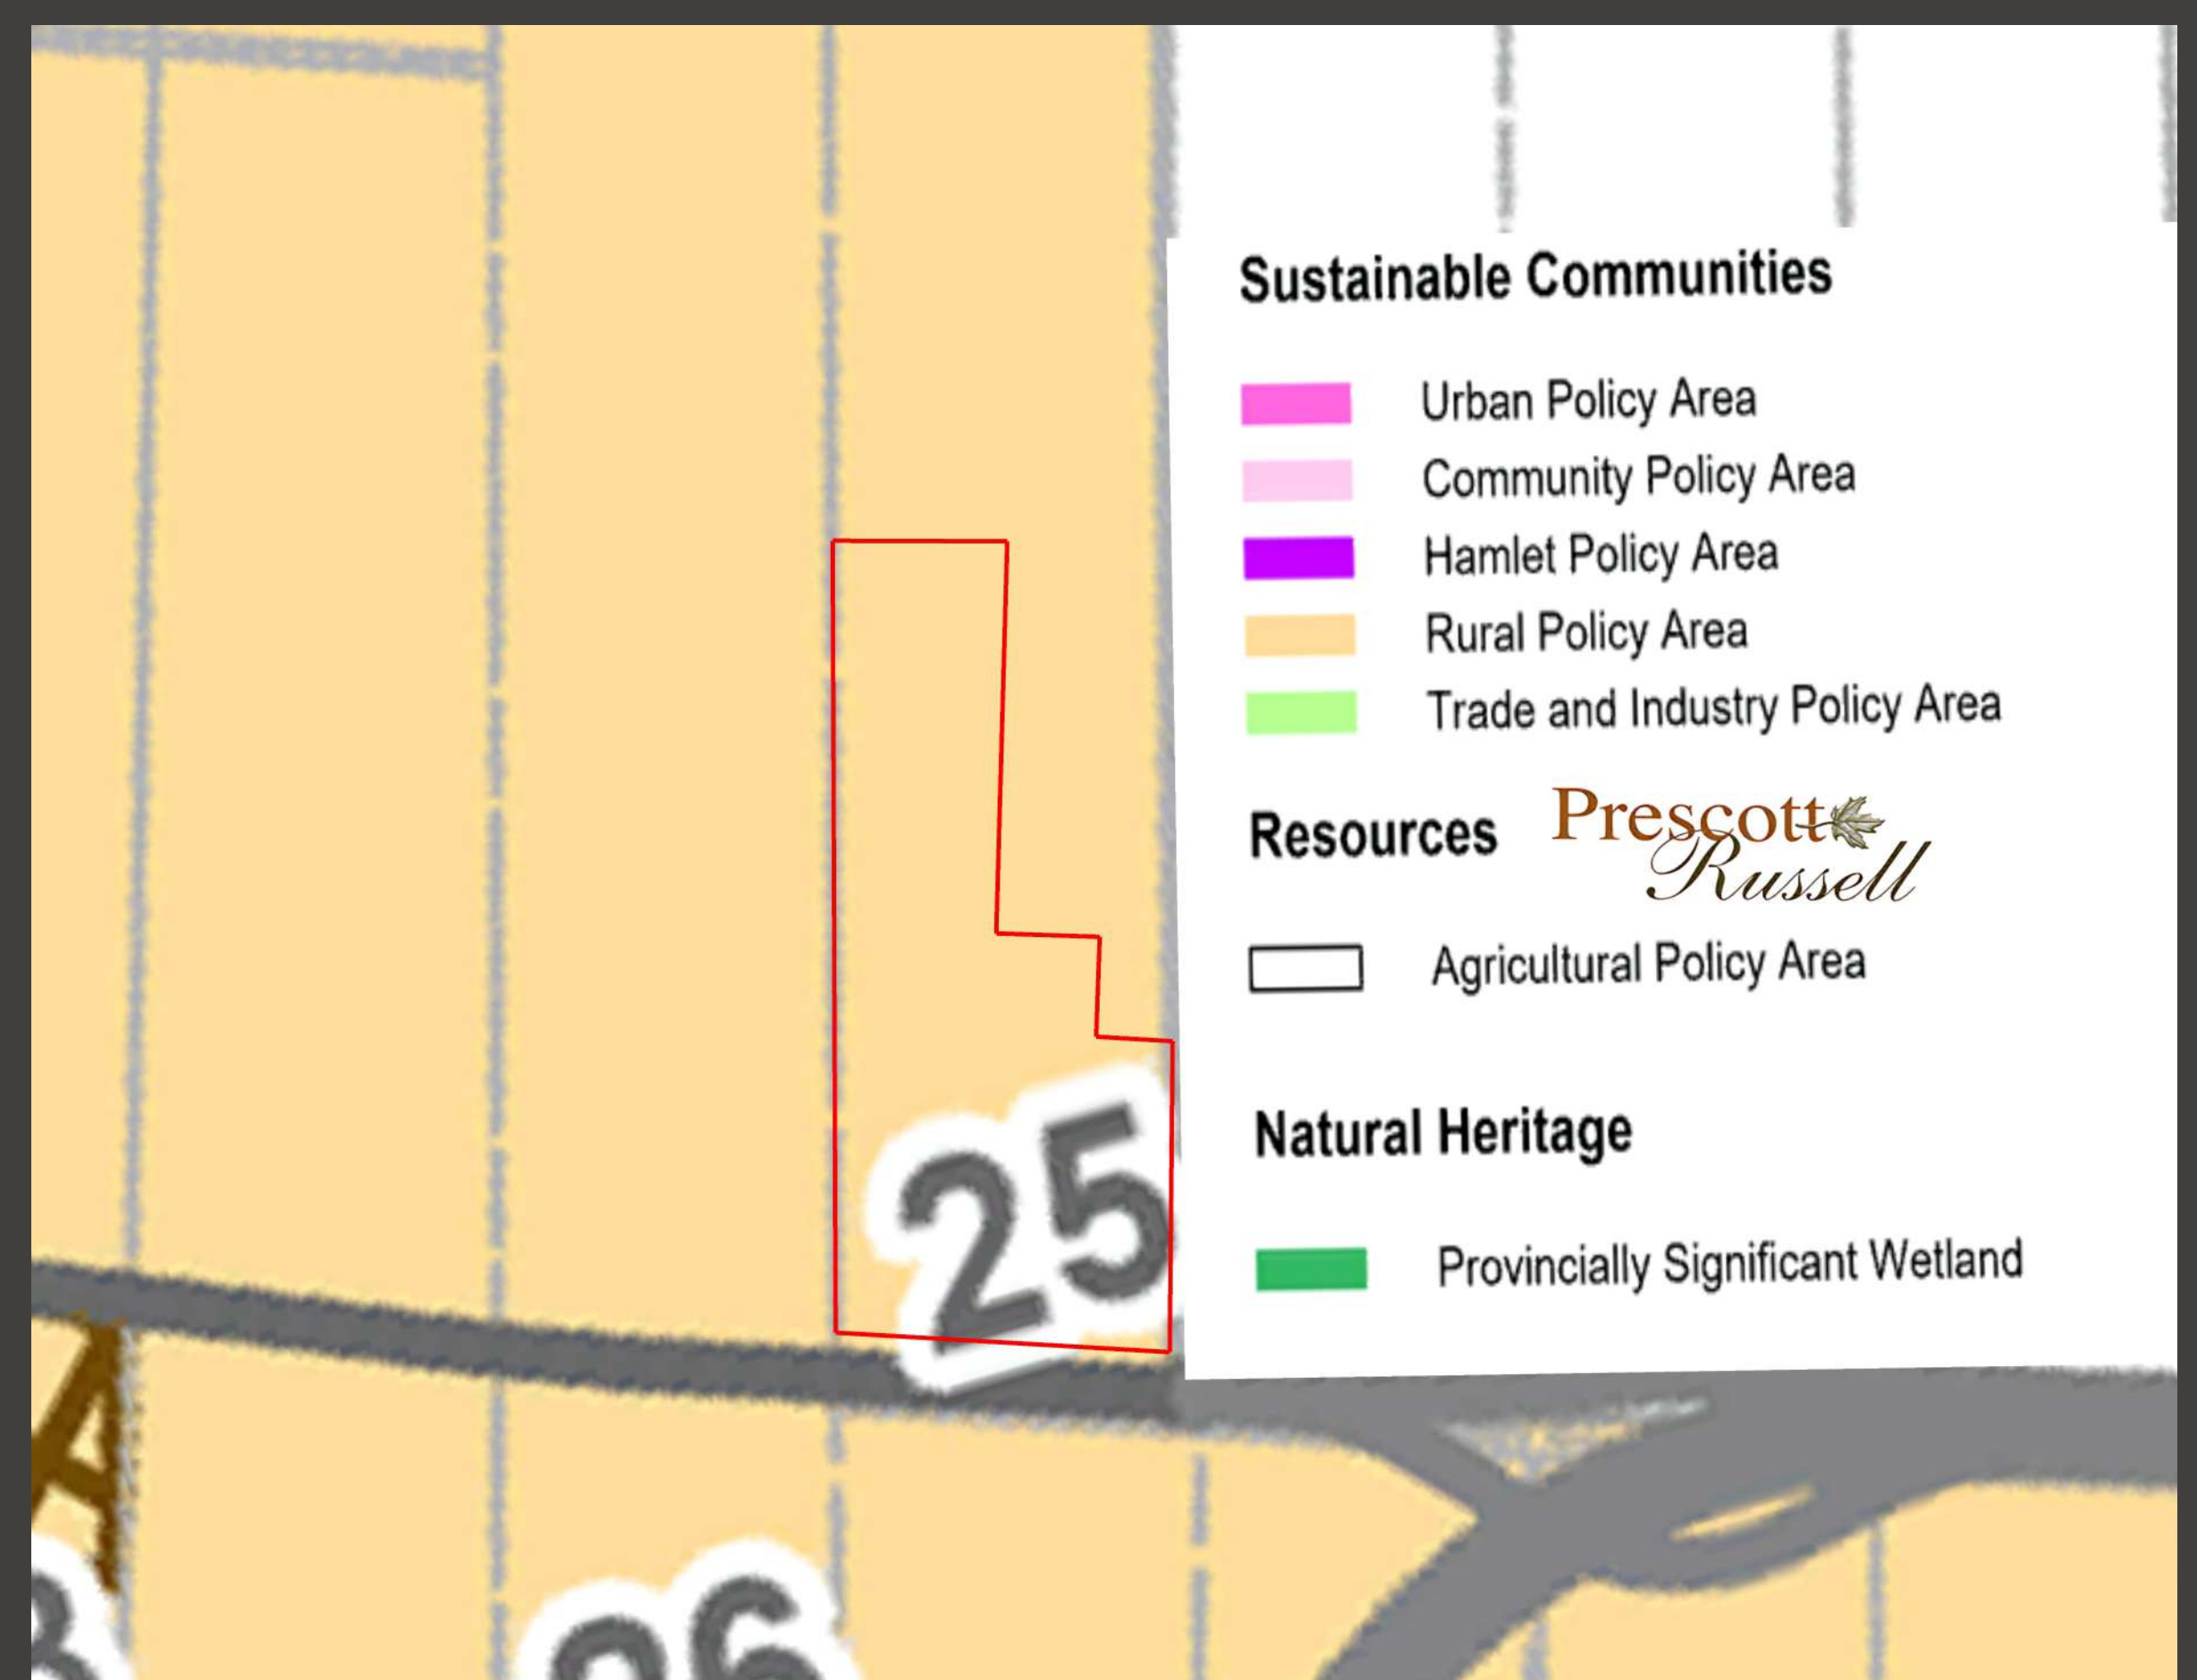 Sustainable Communities
Urban Policy Area
Community Policy Area
Hamlet Policy Area
Rural Policy Area
Trade and Industry Policy Area
Resources
Prescott
Russell
Agricultural Policy Area
25
Natural Heritage
Provincially Significant Wetland
A